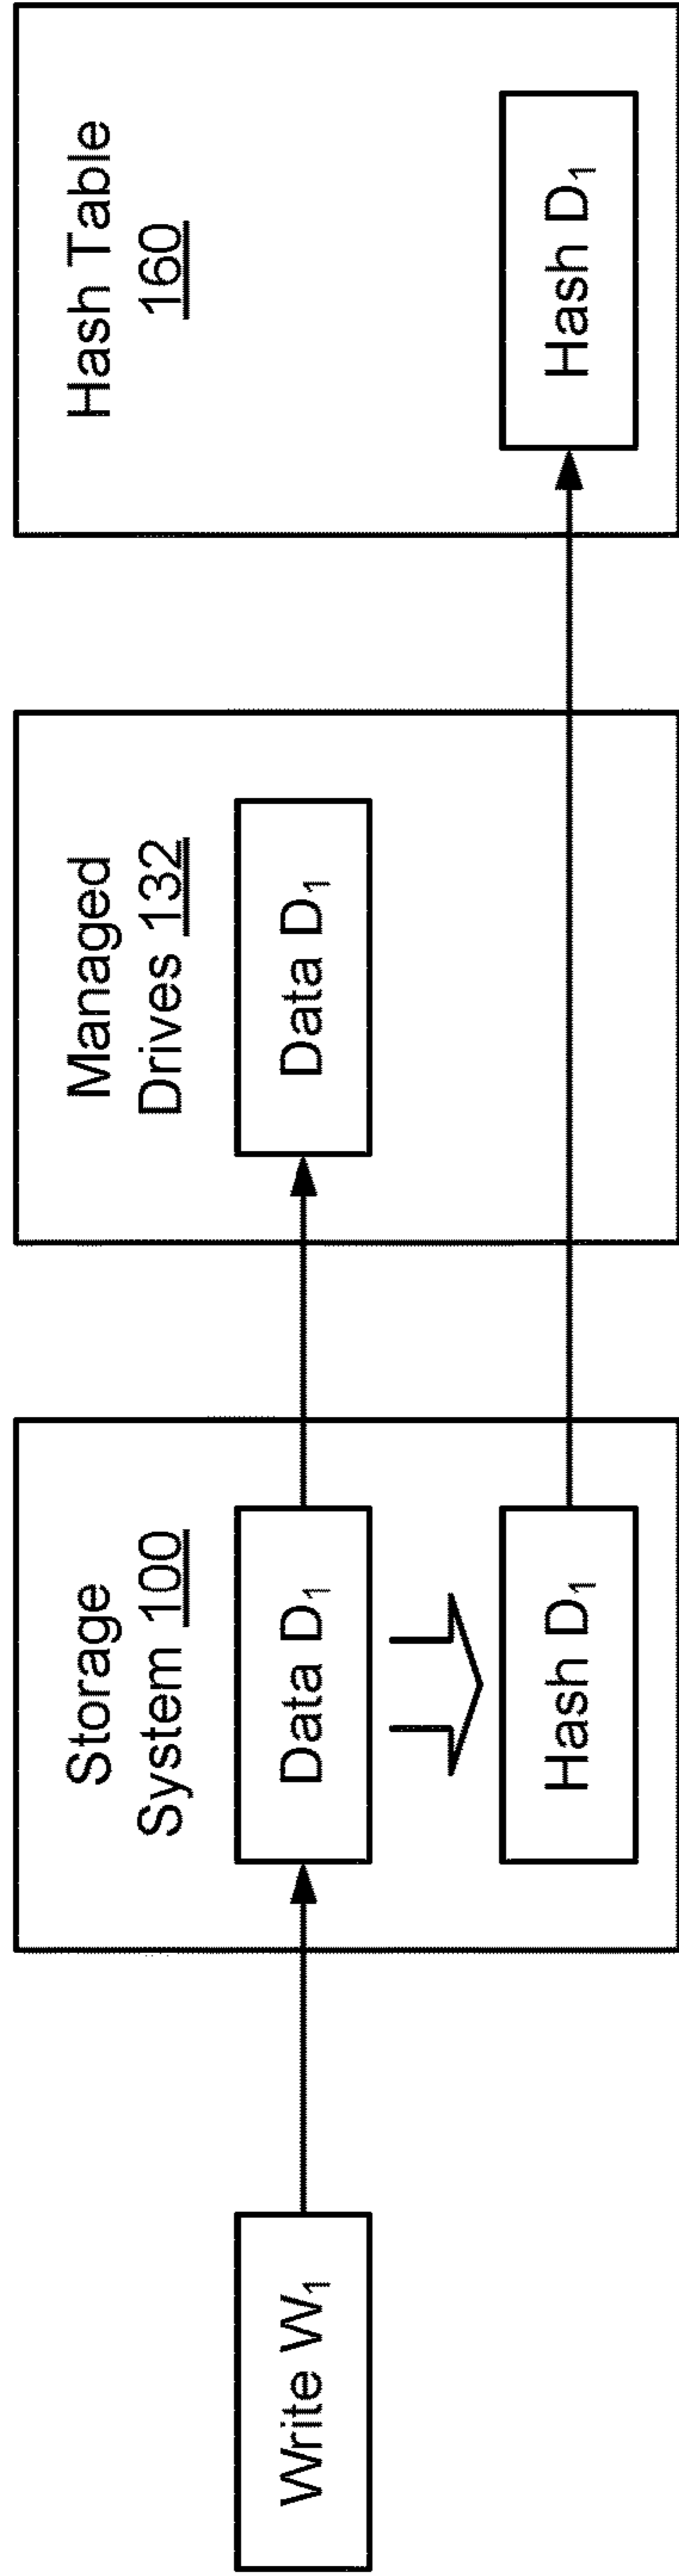 Write W₁
Storage
System 100
Data D₁
Hash D₁
Managed
Drives 132
Data D₁
Hash Table
160
Hash D₁